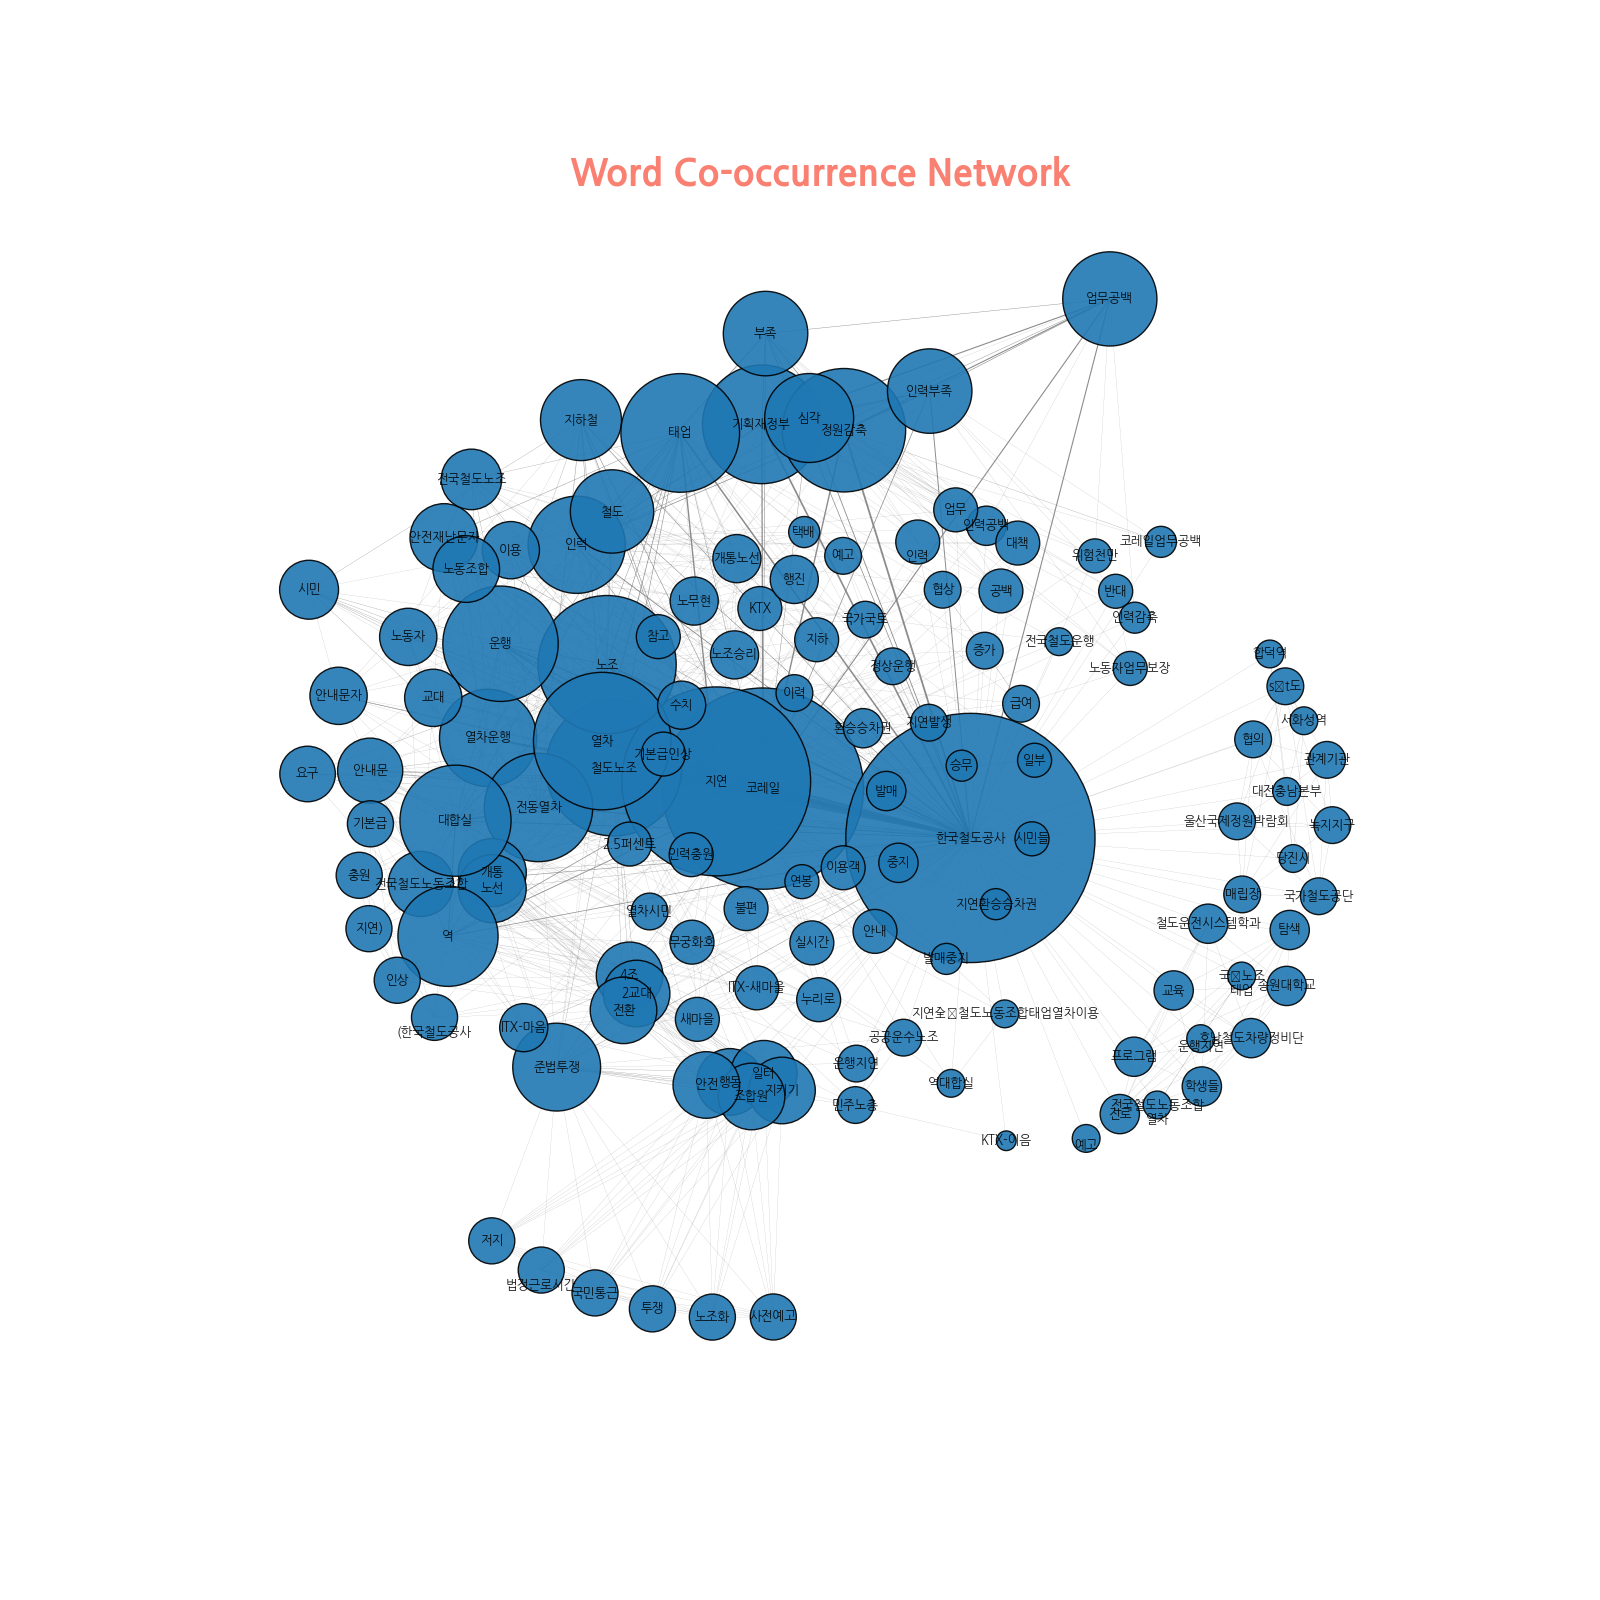 Word Co-occurrence Network
업무공백
부족
인력부족
지하철
태업
기획재정부
심각
정원감축
전국철도노조
철도
업무
인력공백
택배
안전재난문자
이용
인력
예고
인력
대책
코레일업무공백
위험천만
노동조합
개통노선
행진
시민
협상
공백
반대
노무현
KTX
인력감축
국가국토
노동자
운행
참고
지하
전국철도운행
노조승리
증가
합덕역
노조
정상운행
노동자업무보장
안내문자
교대
이력
수치
급여
서화성역
지연발생
환승승차권
열차운행
열차
협의
기본급인상
일부
관계기관
요구
안내문
철도노조
승무
지연
코레일
발매
대전충남본부
전동열차
대합실
기본급
울산국제정원박람회
녹지지구
한국철도공사
시민들
2.5퍼센트
인력충원
당진시
중지
이용객
개통
충원
전국철도노동조합
노선
연봉
매립장
국가철도공단
지연환승승차권
열차시민
불편
지연)
철도운전시스템학과
탐색
역
안내
무궁화호
실시간
발매중지
4조
인상
송원대학교
ITX-새마을
2교대
태업
교육
누리로
전환
지연
철도노동조합태업열차이용
새마을
(한국철도공사
ITX-마음
공공운수노조
호남철도차량정비단
운행지연
프로그램
운행지연
준법투쟁
일터
안전
행동
역대합실
학생들
지키기
조합원
민주노총
전국철도노동조합
진로
열차
KTX-이음
예고
저지
법정근로시간
국민통근
투쟁
노조화
사전예고